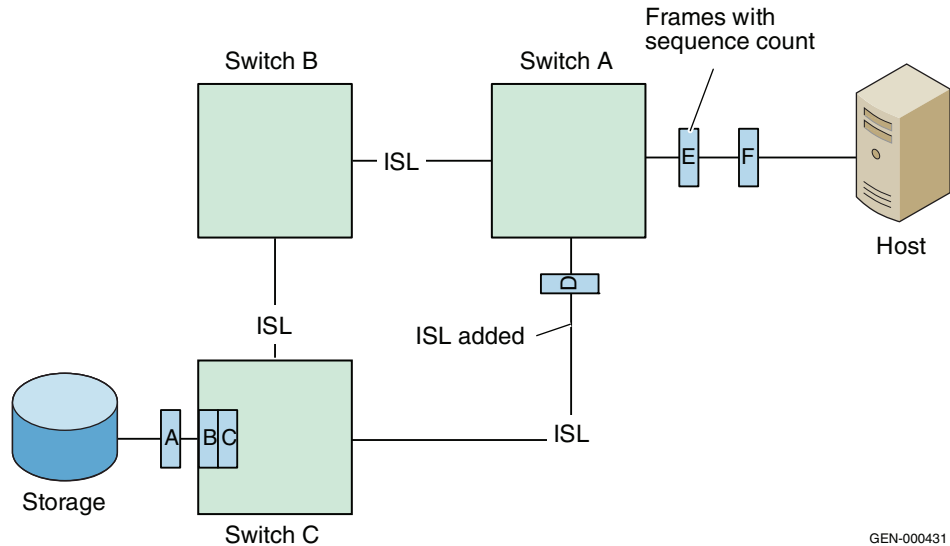 Frames with
sequence count
Switch B
Switch A
ISL
E
F
Host
D
ISL
ISL added
A
B
C
ISL
Storage
Switch C
GEN-000431